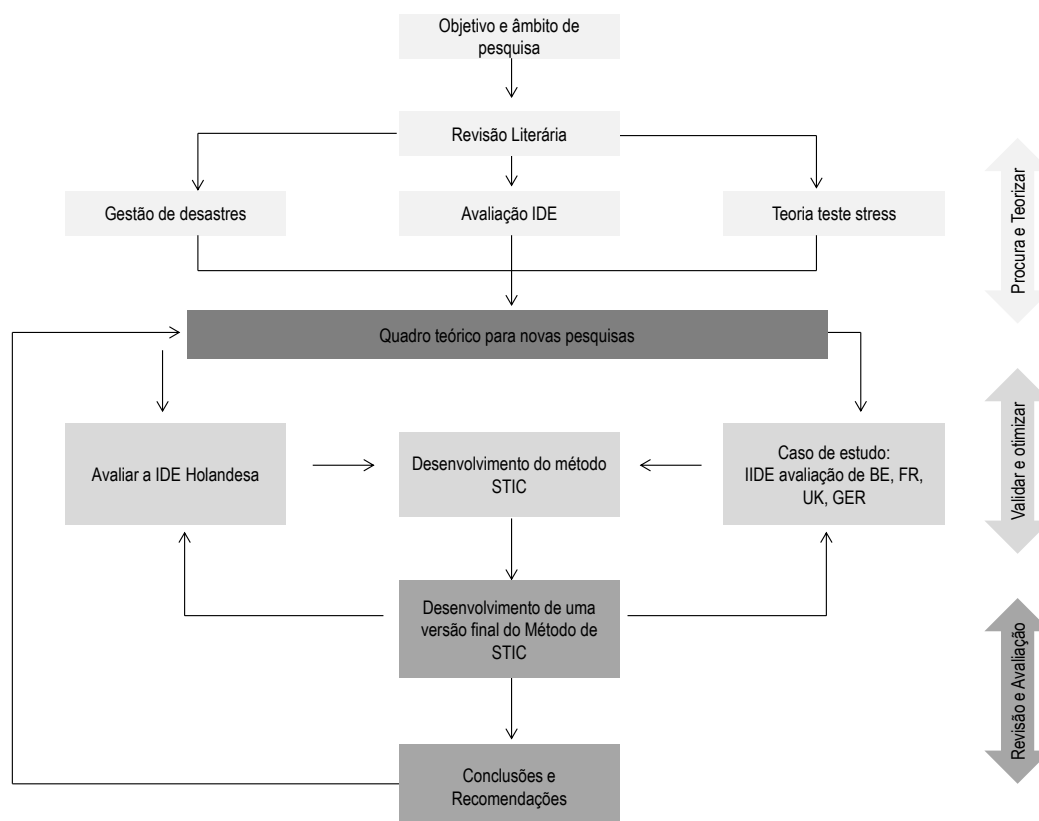 Objetivo e âmbito de
pesquisa
Revisão Literária
Gestão de desastres
Avaliação IDE
Teoria teste stress
Procura e Teorizar
Quadro teórico para novas pesquisas
Avaliar a IDE Holandesa
Desenvolvimento do método
STIC
Caso de estudo:
IIDE avaliação de BE, FR,
UK, GER
Validar e otimizar
Desenvolvimento de uma
versão final do Método de
STIC
Revisão e Avaliação
Conclusões e
Recomendações